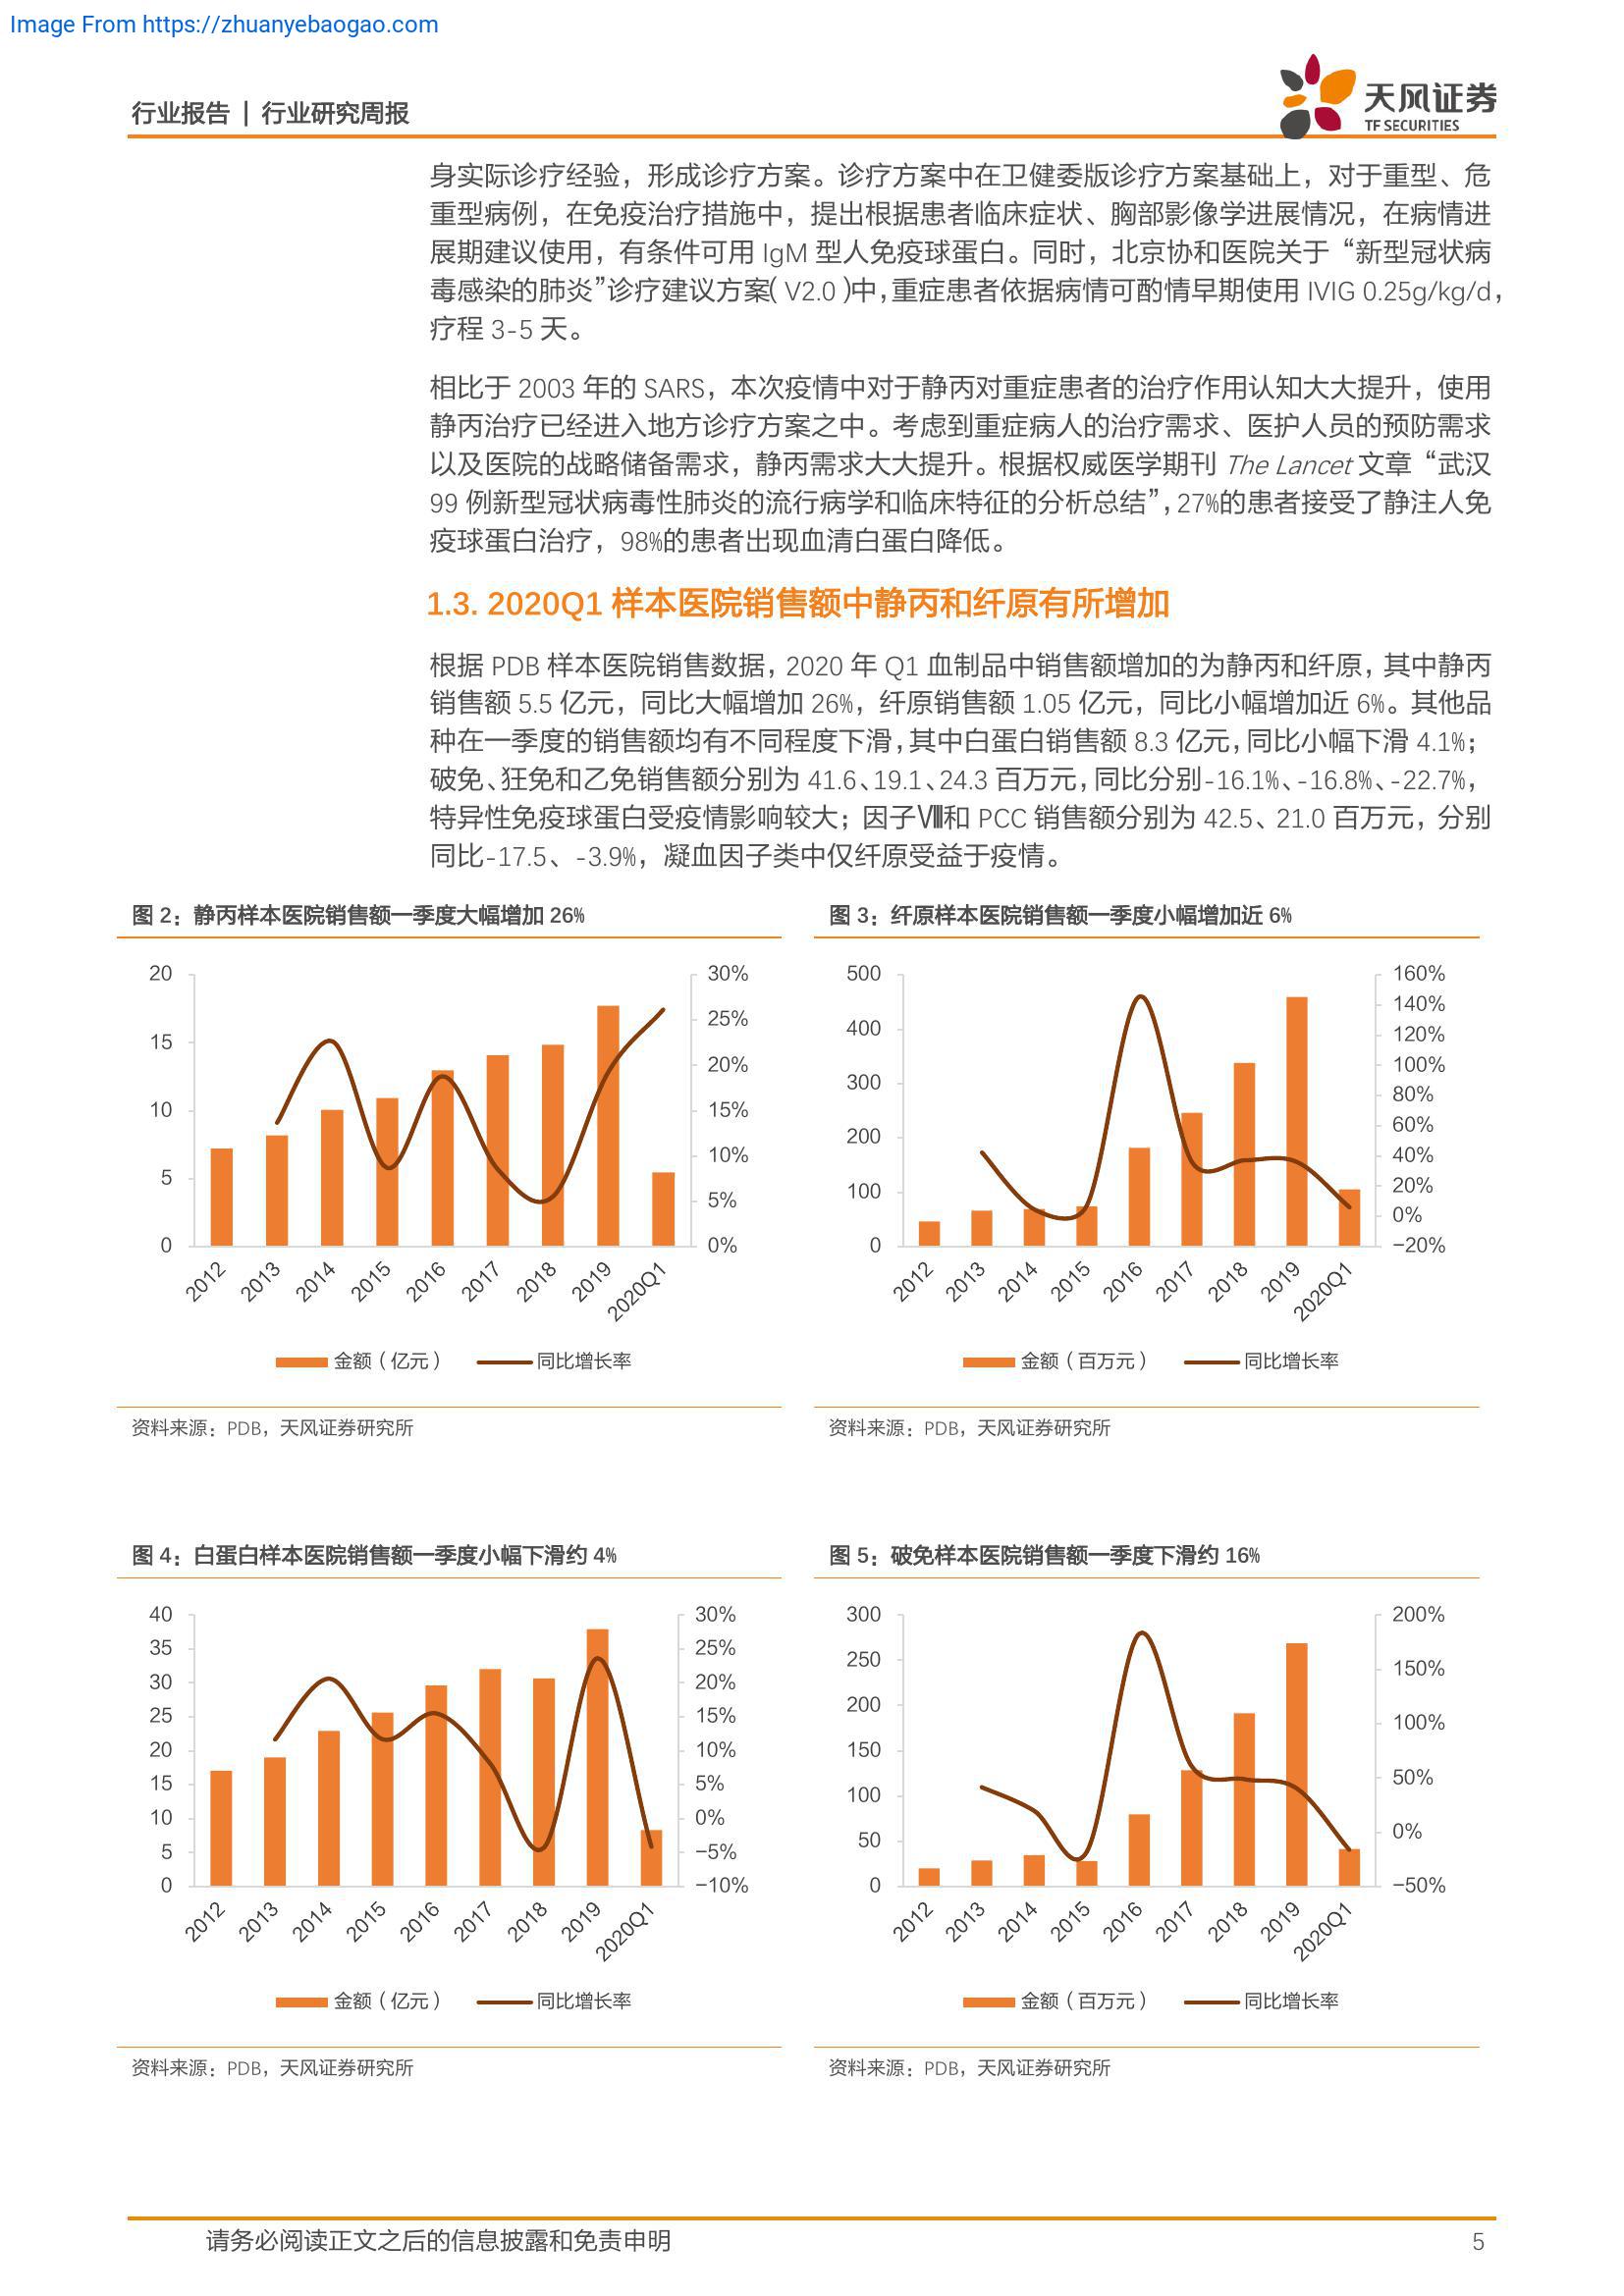 Image From https://zhuanyebaogao.com
行业报告 | 行业研究周报
天风证券
TF SECURITIES
身实际诊疗经验，形成诊疗方案。诊疗方案中在卫健委版诊疗方案基础上，对于重型、危
重型病例，在免疫治疗措施中，提出根据患者临床症状、胸部影像学进展情况，在病情进
展期建议使用，有条件可用 IgM 型人免疫球蛋白。同时，北京协和医院关于“新型冠状病
毒感染的肺炎”诊疗建议方案（V2.0）中，重症患者依据病情可酌情早期使用 IVIG 0.25g/kg/d，
疗程 3-5 天。
相比于 2003 年的 SARS，本次疫情中对于静丙对重症患者的治疗作用认知大大提升，使用
静丙治疗已经进入地方诊疗方案之中。考虑到重症病人的治疗需求、医护人员的预防需求
以及医院的战略储备需求，静丙需求大大提升。根据权威医学期刊 The Lancet 文章“武汉
99 例新型冠状病毒性肺炎的流行病学和临床特征的分析总结”，27%的患者接受了静注人免
疫球蛋白治疗，98%的患者出现血清白蛋白降低。
1.3. 2020Q1 样本医院销售额中静丙和纤原有所增加
根据 PDB 样本医院销售数据，2020 年 Q1 血制品中销售额增加的为静丙和纤原，其中静丙
销售额 5.5 亿元，同比大幅增加 26%，纤原销售额 1.05 亿元，同比小幅增加近 6%。其他品
种在一季度的销售额均有不同程度下滑，其中白蛋白销售额 8.3 亿元，同比小幅下滑 4.1%；
破免、狂免和乙免销售额分别为 41.6、19.1、24.3 百万元，同比分别-16.1%、-16.8%、-22.7%，
特异性免疫球蛋白受疫情影响较大；因子Ⅷ和 PCC 销售额分别为 42.5、21.0 百万元，分别
同比-17.5、-3.9%，凝血因子类中仅纤原受益于疫情。
图 2：静丙样本医院销售额一季度大幅增加 26%
20
15
10
5
0
30%
25%
20%
15%
10%
5%
0%
2012
2013
2014
2015
2016
2017
2018
2019
2020Q1
金额（亿元）
同比增长率
资料来源：PDB，天风证券研究所
图 3：纤原样本医院销售额一季度小幅增加近 6%
500
400
300
200
100
0
160%
140%
120%
100%
80%
60%
40%
20%
0%
-20%
2012
2013
2014
2015
2016
2017
2018
2019
2020Q1
金额（百万元）
同比增长率
资料来源：PDB，天风证券研究所
图 4：白蛋白样本医院销售额一季度小幅下滑约 4%
40
35
30
25
20
15
10
5
0
30%
25%
20%
15%
10%
5%
0%
-5%
-10%
2012
2013
2014
2015
2016
2017
2018
2019
2020Q1
金额（亿元）
同比增长率
资料来源：PDB，天风证券研究所
图 5：破免样本医院销售额一季度下滑约 16%
300
250
200
150
100
50
0
200%
150%
100%
50%
0%
-50%
2012
2013
2014
2015
2016
2017
2018
2019
2020Q1
金额（百万元）
同比增长率
资料来源：PDB，天风证券研究所
请务必阅读正文之后的信息披露和免责申明
5